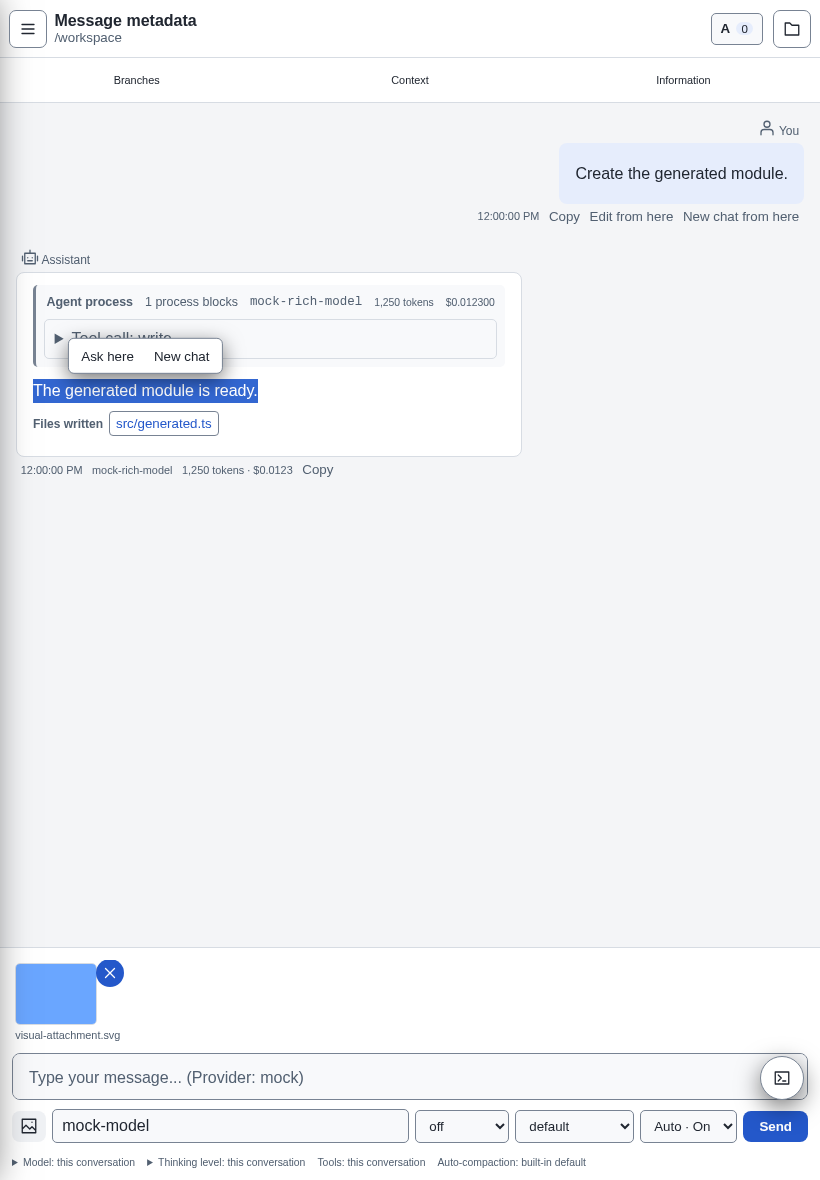 Message metadata
/workspace
A 0
Branches Context Information
You
Create the generated module.
12:00:00 PM Copy Edit from here New chat from here
Assistant
Agent process 1 process blocks mock-rich-model 1,250 tokens $0.012300
Tool call: write
Ask here New chat
The generated module is ready.
Files written src/generated.ts
12:00:00 PM mock-rich-model 1,250 tokens · $0.0123 Copy
visual-attachment.svg
Type your message... (Provider: mock)
mock-model off default Auto · On Send
Model: this conversation Thinking level: this conversation Tools: this conversation Auto-compaction: built-in default